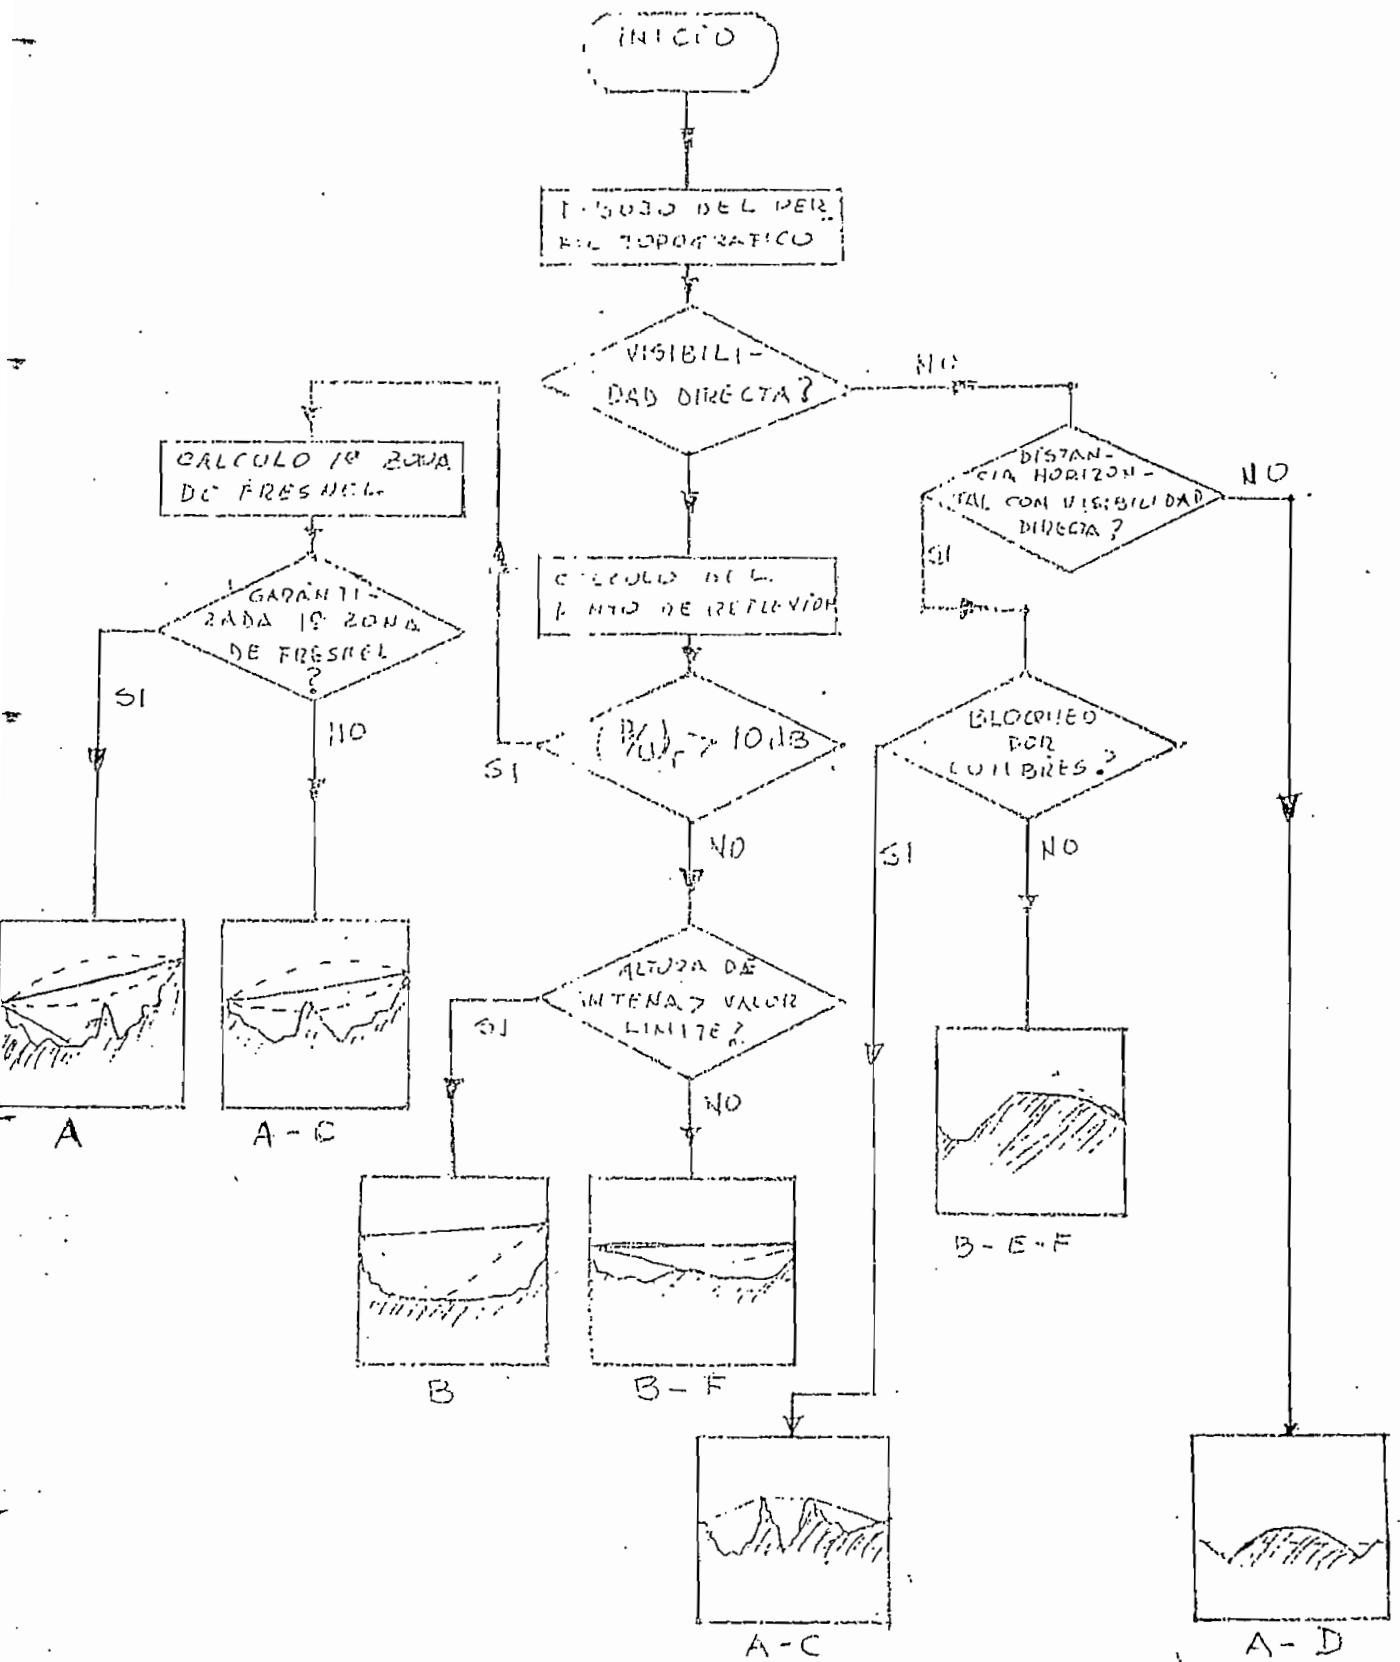 INICIO
DEL PER
FIL TOPOGRAFICO
VISIBILI-
DAD DIRECTA?
NO
CALCULO 1ª ZONA
DE FRESNEL
DISTAN-
CIA HORIZON-
TAL CON VISIBILIDAD
DIRECTA?
NO
SI
GARANTI-
ZADA 1ª ZONA
DE FRESNEL
?
SI
NO
CALCULO DEL
PUNTO DE REFLEXION
(D/U)r > 10 dB
SI
NO
BLOQUEO
POR
CUMBRES?
SI
NO
ALTURA DE
ANTENA > VALOR
LIMITE?
SI
NO
A
A-C
B
B-F
B-E-F
A-C
A-D